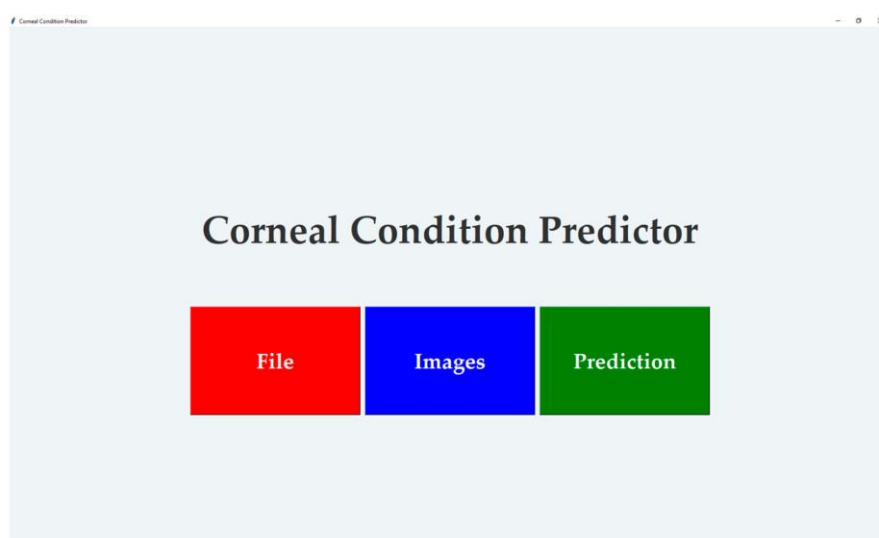 Corneal Condition Predictor
Corneal Condition Predictor
File
Images
Prediction